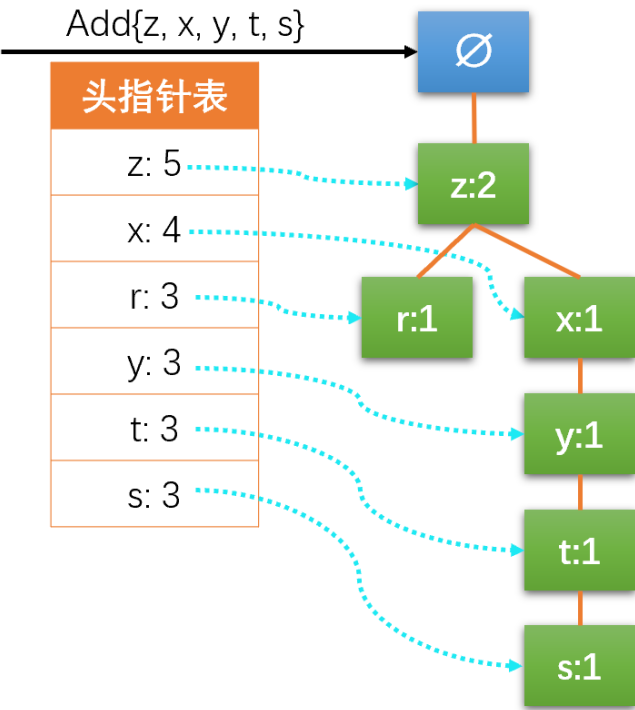 Add{z, x, y, t, s}
∅
头指针表
z: 5
x: 4
r: 3
y: 3
t: 3
s: 3
z:2
r:1
x:1
y:1
t:1
s:1